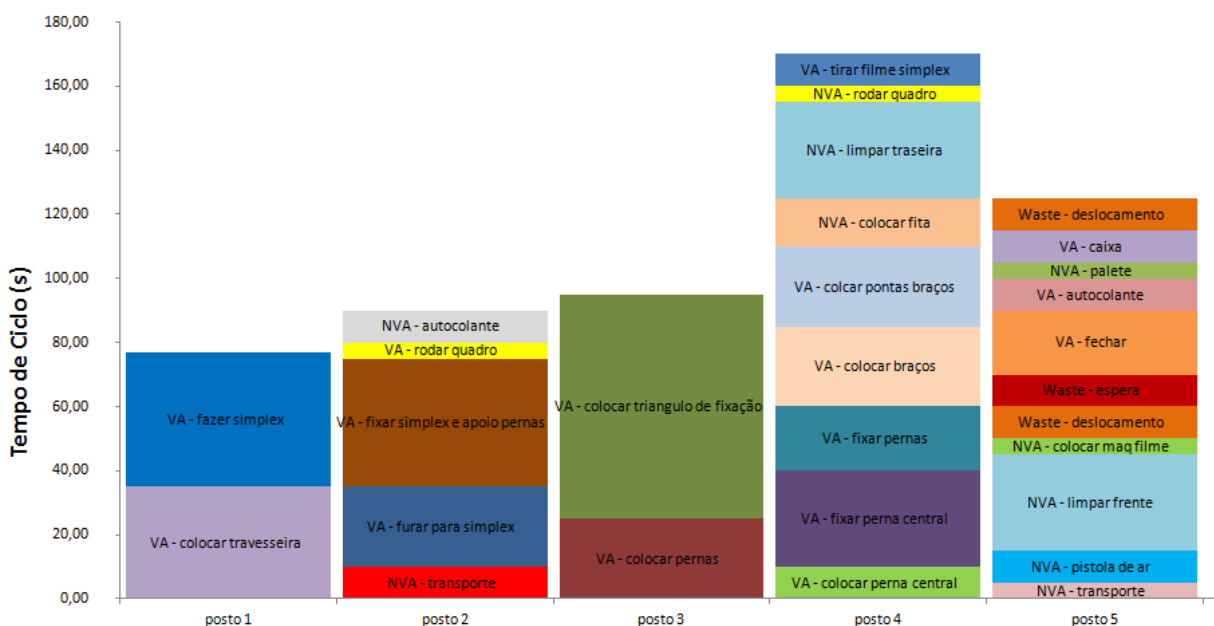 180,00
160,00
140,00
120,00
100,00
80,00
60,00
40,00
20,00
0,00
Tempo de Ciclo (s)
VA - fazer simplex
VA - colocar travesseira
posto 1
NVA - autocolante
VA - rodar quadro
VA - fixar simplex e apoio pernas
VA - furar para simplex
NVA - transporte
posto 2
VA - colocar triangulo de fixação
VA - colocar pernas
posto 3
VA - tirar filme simplex
NVA - rodar quadro
NVA - limpar traseira
NVA - colocar fita
VA - colcar pontas braços
VA - colocar braços
VA - fixar pernas
VA - fixar perna central
VA - colocar perna central
posto 4
Waste - deslocamento
VA - caixa
NVA - palete
VA - autocolante
VA - fechar
Waste - espera
Waste - deslocamento
NVA - colocar maq filme
NVA - limpar frente
NVA - pistola de ar
NVA - transporte
posto 5